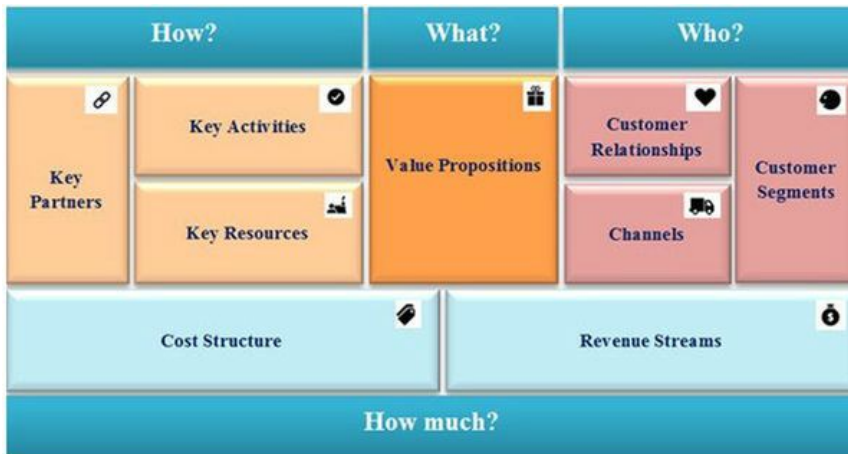 How?
What?
Who?
Key
Partners
Key Activities
Key Resources
Value Propositions
Customer
Relationships
Channels
Customer
Segments
Cost Structure
Revenue Streams
How much?